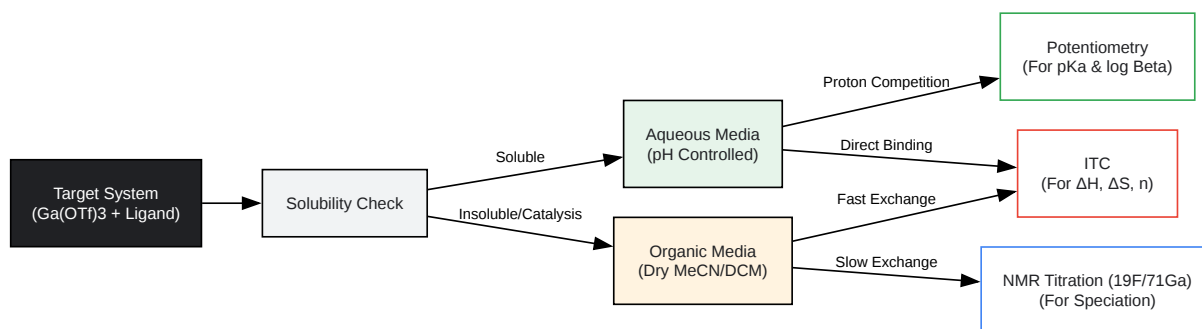 Target System
(Ga(OTf)3 + Ligand)
Solubility Check
Soluble
Insoluble/Catalysis
Aqueous Media
(pH Controlled)
Organic Media
(Dry MeCN/DCM)
Proton Competition
Direct Binding
Fast Exchange
Slow Exchange
Potentiometry
(For pKa & log Beta)
ITC
(For ΔH, ΔS, n)
NMR Titration (19F/71Ga)
(For Speciation)